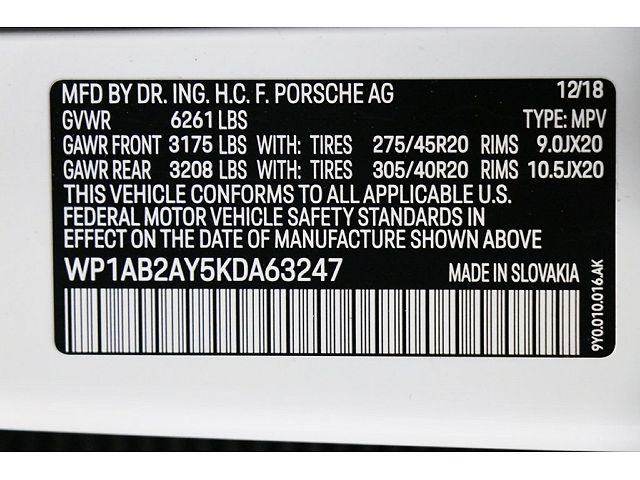 MFD BY DR. ING. H.C. F. PORSCHE AG 12/18
GVWR 6261 LBS TYPE: MPV
GAWR FRONT 3175 LBS WITH: TIRES 275/45R20 RIMS 9.0JX20
GAWR REAR 3208 LBS WITH: TIRES 305/40R20 RIMS 10.5JX20
THIS VEHICLE CONFORMS TO ALL APPLICABLE U.S.
FEDERAL MOTOR VEHICLE SAFETY STANDARDS IN
EFFECT ON THE DATE OF MANUFACTURE SHOWN ABOVE
WP1AB2AY5KDA63247 MADE IN SLOVAKIA
9Y0.010.016.AK